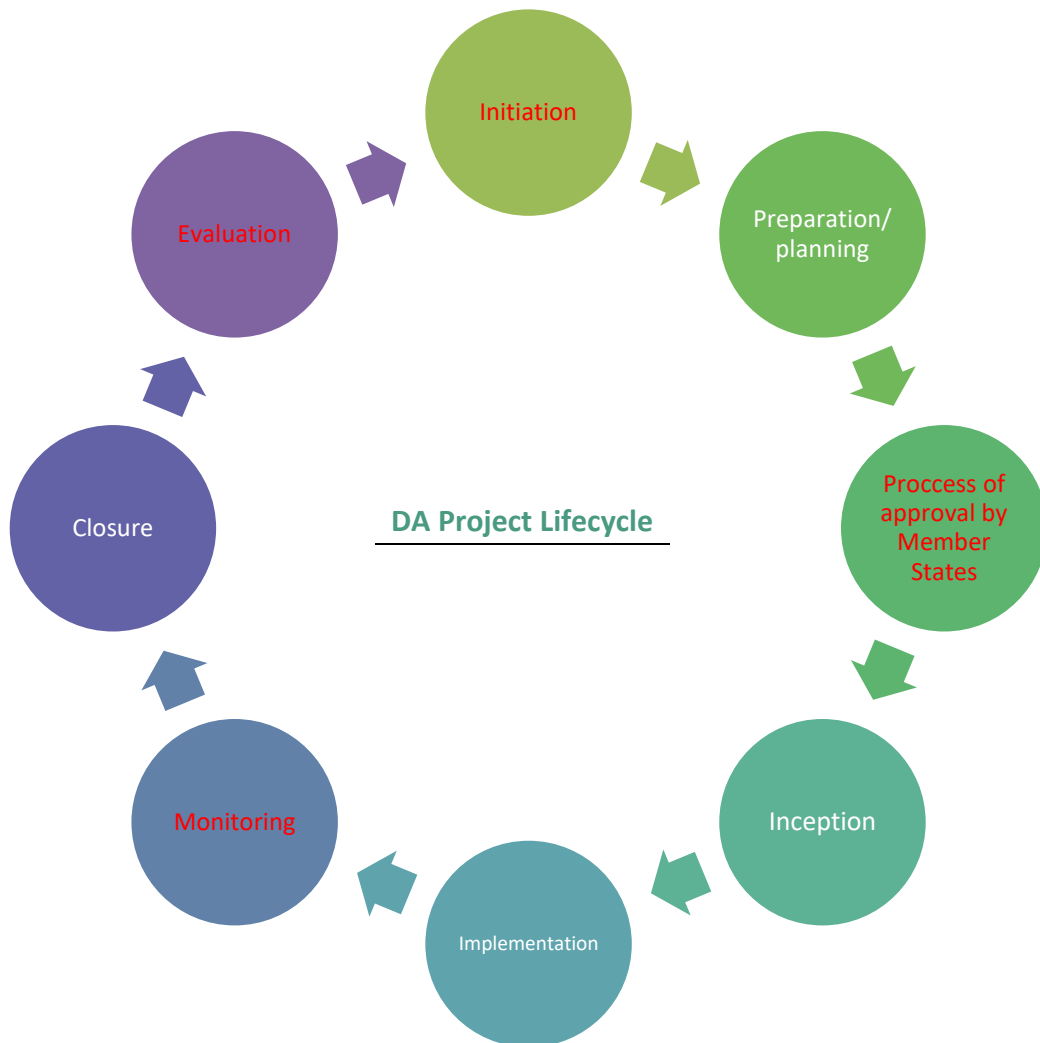 Initiation
Preparation/
planning
Proccess of
approval by
Member
States
Inception
Implementation
Monitoring
Closure
Evaluation
DA Project Lifecycle